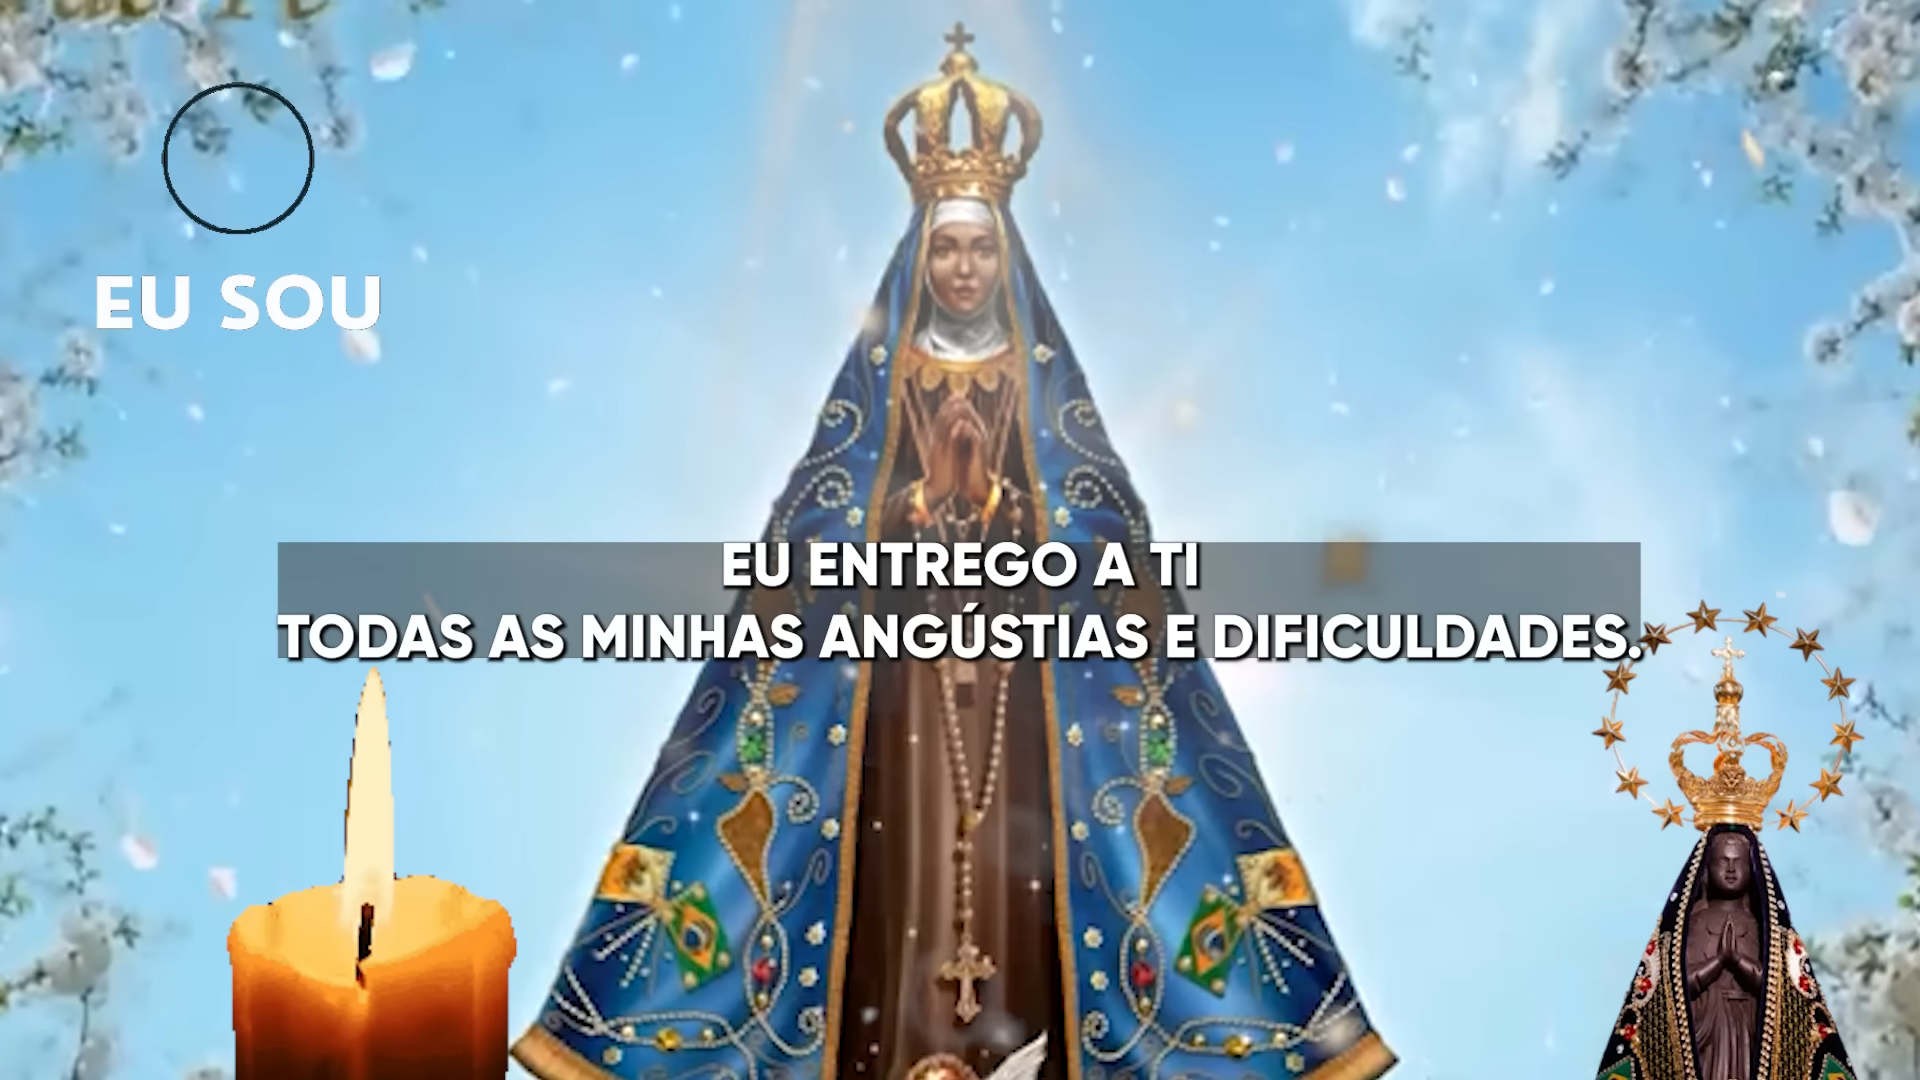 EU SOU
EU ENTREGO A TI
TODAS AS MINHAS ANGÚSTIAS E DIFICULDADES.